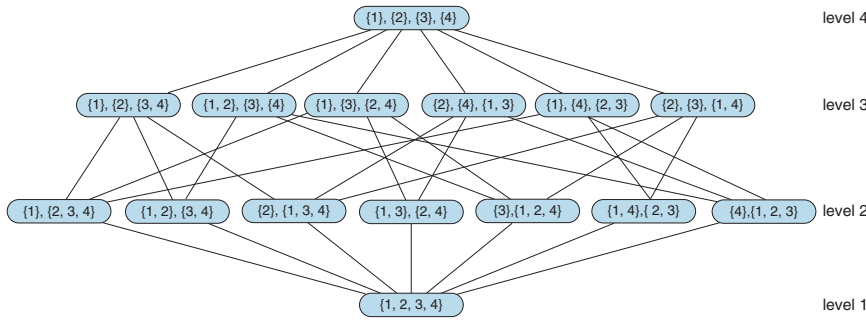 {1}, {2}, {3}, {4} level 4
{1}, {2}, {3, 4} {1, 2}, {3}, {4} {1}, {3}, {2, 4} {2}, {4}, {1, 3} {1}, {4}, {2, 3} {2}, {3}, {1, 4} level 3
{1}, {2, 3, 4} {1, 2}, {3, 4} {2}, {1, 3, 4} {1, 3}, {2, 4} {3},{1, 2, 4} {1, 4},{ 2, 3} {4},{1, 2, 3} level 2
{1, 2, 3, 4} level 1